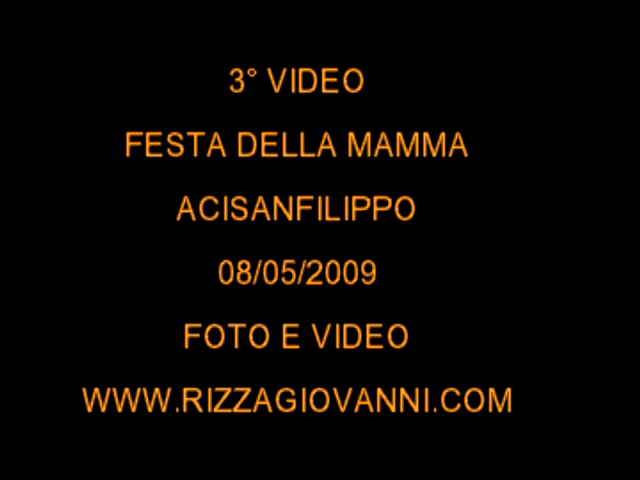 3° VIDEO
FESTA DELLA MAMMA
ACISANFILIPPO
08/05/2009
FOTO E VIDEO
WWW.RIZZAGIOVANNI.COM